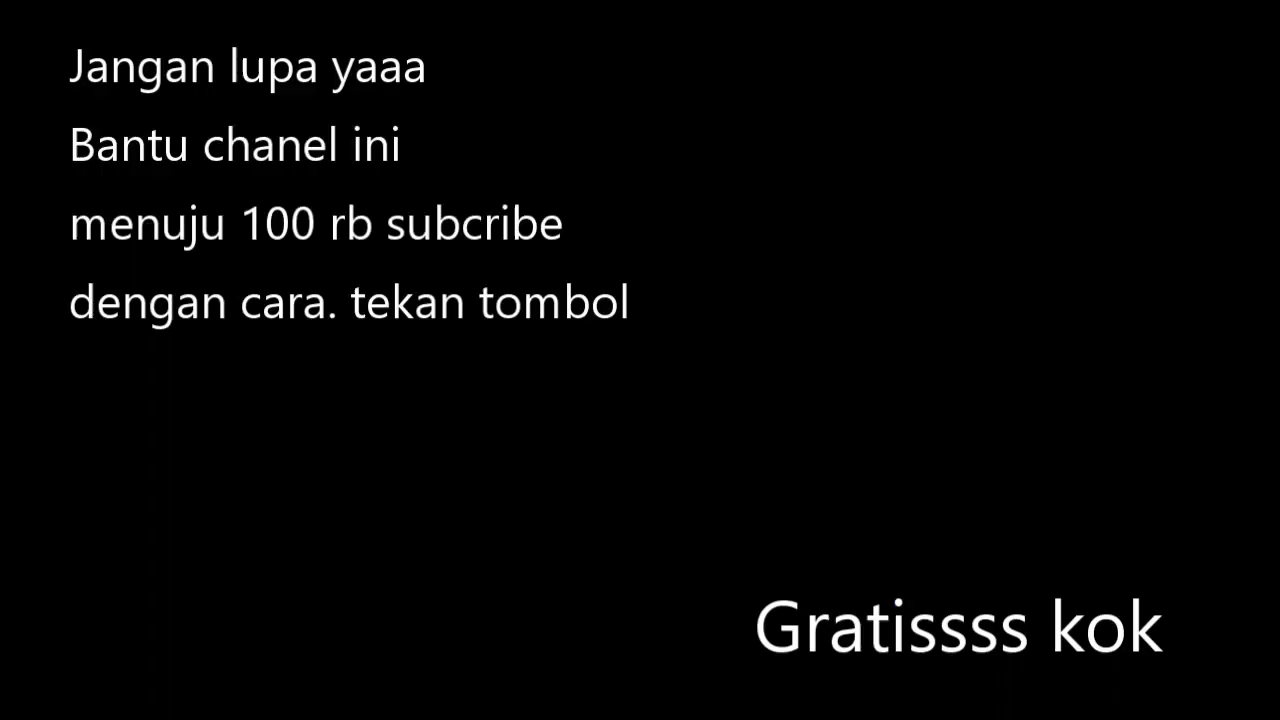 Jangan lupa yaaa
Bantu chanel ini
menuju 100 rb subcribe
dengan cara. tekan tombol
Gratissss kok